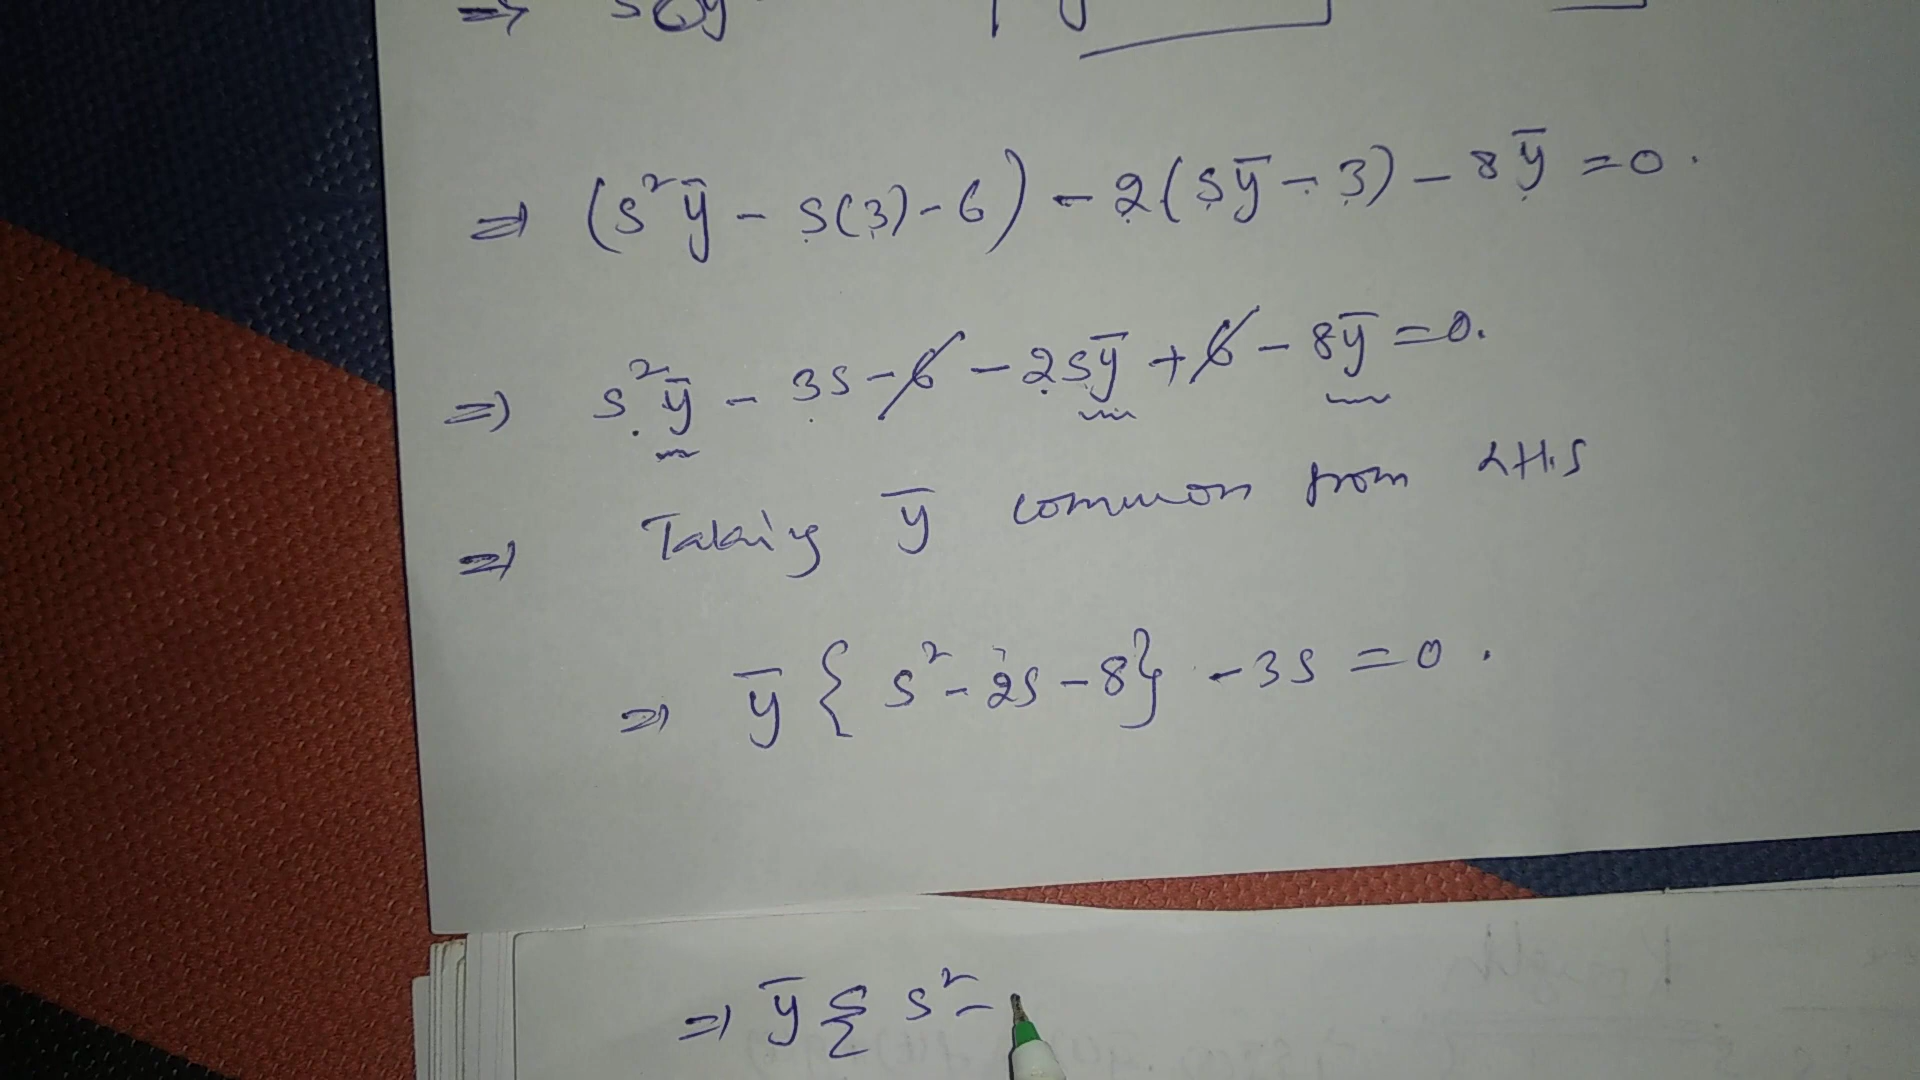 ⇒ (s²ȳ - s(3) - 6) - 2(sȳ - 3) - 8ȳ = 0.
⇒ s²ȳ - 3s - 6 - 2sȳ + 6 - 8ȳ = 0.
⇒ Taking ȳ common from LH.S
⇒ ȳ { s² - 2s - 8} - 3s = 0.
⇒ ȳ { s² -